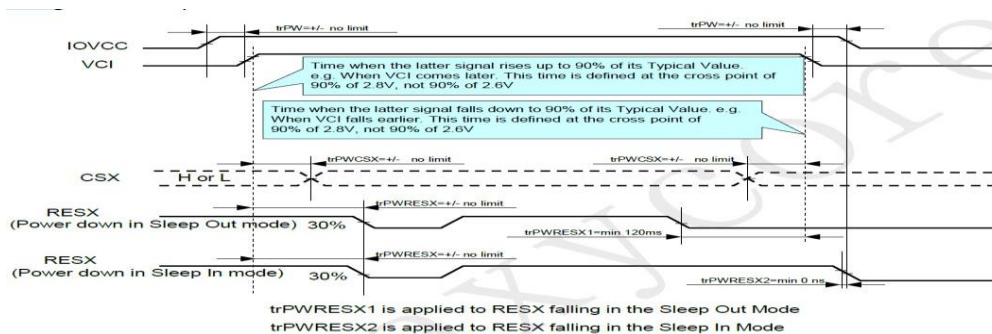 trPW=+/- no limit
trPW=+/- no limit
IOVCC
VCI
Time when the latter signal rises up to 90% of its Typical Value.
e.g. When VCI comes later. This time is defined at the cross point of
90% of 2.8V, not 90% of 2.6V
Time when the latter signal falls down to 90% of its Typical Value. e.g.
When VCI falls earlier. This time is defined at the cross point of
90% of 2.8V, not 90% of 2.6V
trPWCSX=+/- no limit
trPWCSX=+/- no limit
CSX
H or L
trPWRESX=+/- no limit
RESX
(Power down in Sleep Out mode)
30%
trPWRESX1=min 120ms
trPWRESX=+/- no limit
RESX
(Power down in Sleep In mode)
30%
trPWRESX2=min 0 ns
trPWRESX1 is applied to RESX falling in the Sleep Out Mode
trPWRESX2 is applied to RESX falling in the Sleep In Mode